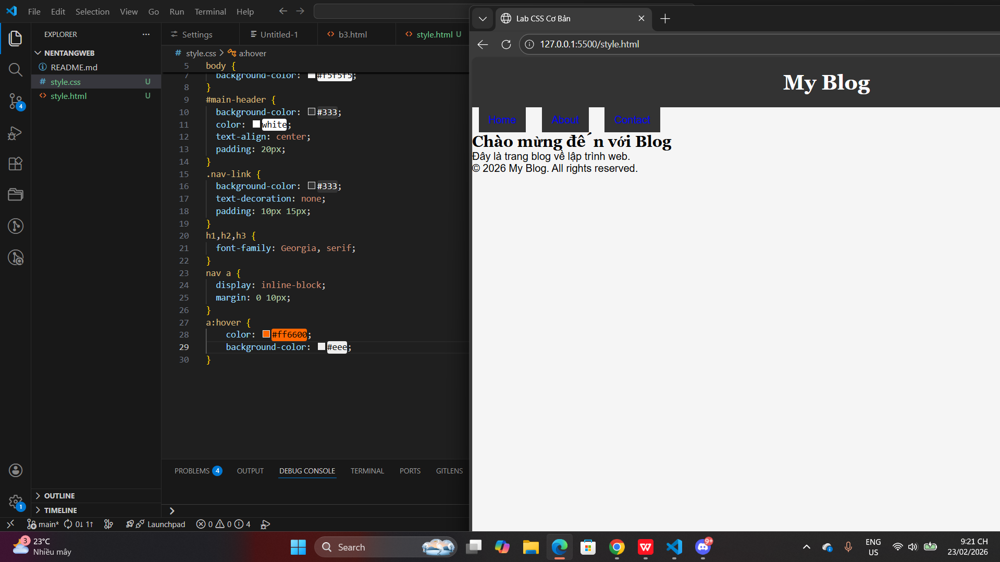 File Edit Selection View Go Run Terminal Help
EXPLORER
NENTANGWEB
README.md
style.css U
style.html U
Settings
Untitled-1
b3.html
style.html U
style.css a:hover
5 body {
7 background-color: #f5f5f5;
8 }
9 #main-header {
10 background-color: #333;
11 color: white;
12 text-align: center;
13 padding: 20px;
14 }
15 .nav-link {
16 background-color: #333;
17 text-decoration: none;
18 padding: 10px 15px;
19 }
20 h1,h2,h3 {
21 font-family: Georgia, serif;
22 }
23 nav a {
24 display: inline-block;
25 margin: 0 10px;
26 }
27 a:hover {
28 color: #ff6600;
29 background-color: #eee;
30 }
PROBLEMS 4 OUTPUT DEBUG CONSOLE TERMINAL PORTS GITLENS
OUTLINE
TIMELINE
4
1
main* 0↓ 1↑ Launchpad 0 0 4
Lab CSS Cơ Bản
127.0.0.1:5500/style.html
My Blog
Home About Contact
Chào mừng đến với Blog
Đây là trang blog về lập trình web.
© 2026 My Blog. All rights reserved.
3
23°C
Nhiều mây
Search
9+
ENG
US
9:21 CH
23/02/2026